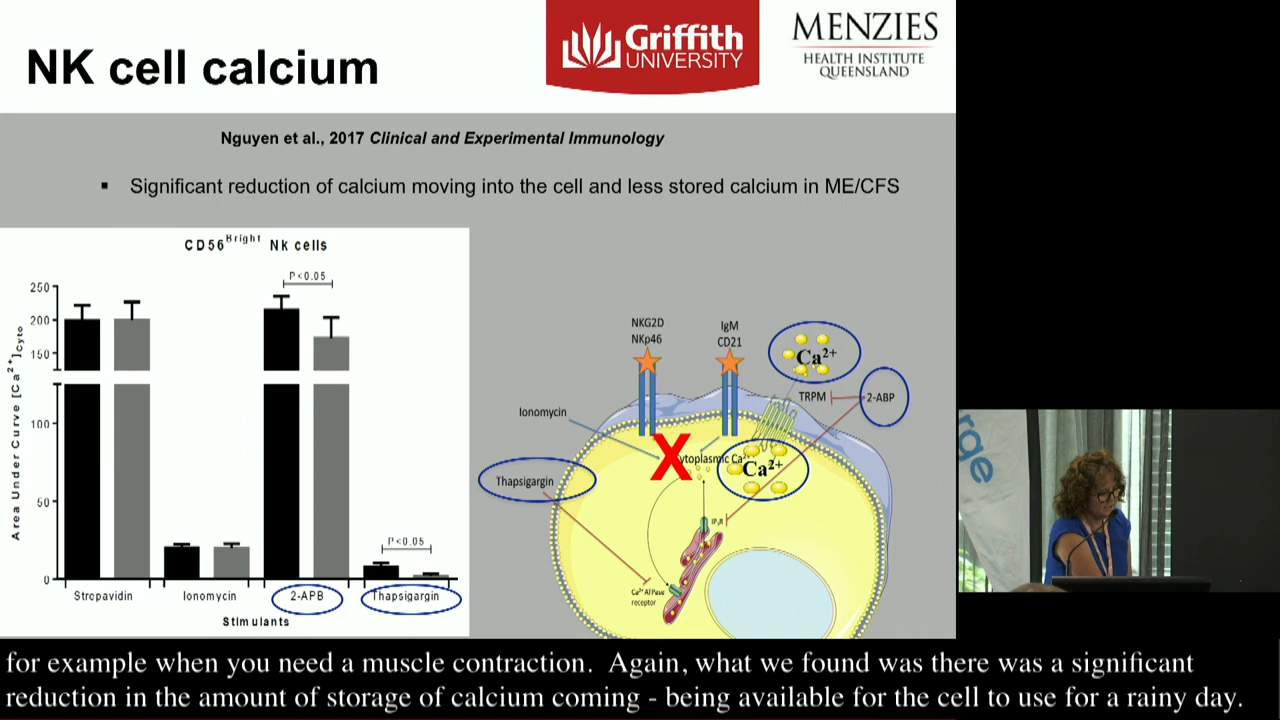 NK cell calcium
Griffith
UNIVERSITY
MENZIES
HEALTH INSTITUTE
QUEENSLAND
Nguyen et al., 2017 Clinical and Experimental Immunology
▪ Significant reduction of calcium moving into the cell and less stored calcium in ME/CFS
CD56Bright Nk cells
P<0.05
250
200
150
100
50
0
Area Under Curve [Ca2+]Cyto
P<0.05
Strepavidin
Ionomycin
2-APB
Thapsigargin
Stimulants
NKG2D
NKp46
IgM
CD21
Ca2+
TRPM
2-ABP
Ionomycin
X
Cytoplasmic Ca2+
Ca2+
Thapsigargin
IP3R
Ca2+ ATPase
receptor
rge
for example when you need a muscle contraction. Again, what we found was there was a significant
reduction in the amount of storage of calcium coming - being available for the cell to use for a rainy day.